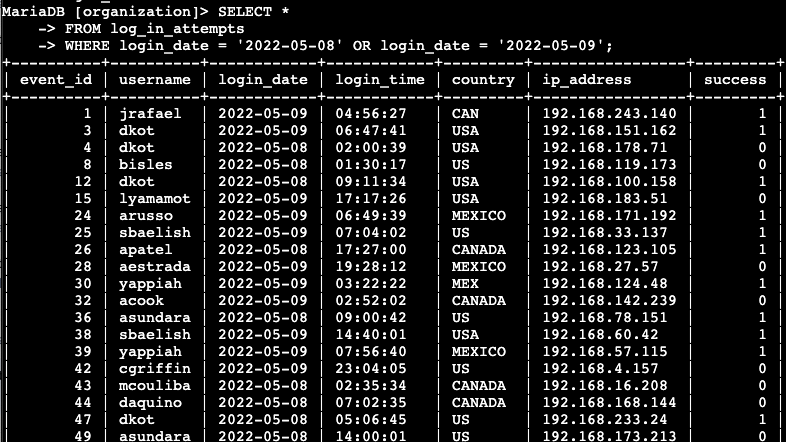 MariaDB [organization]> SELECT *
    -> FROM log_in_attempts
    -> WHERE login_date = '2022-05-08' OR login_date = '2022-05-09';
+----------+----------+------------+------------+---------+-----------------+---------+
| event_id | username | login_date | login_time | country | ip_address      | success |
+----------+----------+------------+------------+---------+-----------------+---------+
|        1 | jrafael  | 2022-05-09 | 04:56:27   | CAN     | 192.168.243.140 |       1 |
|        3 | dkot     | 2022-05-09 | 06:47:41   | USA     | 192.168.151.162 |       1 |
|        4 | dkot     | 2022-05-08 | 02:00:39   | USA     | 192.168.178.71  |       0 |
|        8 | bisles   | 2022-05-08 | 01:30:17   | US      | 192.168.119.173 |       0 |
|       12 | dkot     | 2022-05-08 | 09:11:34   | USA     | 192.168.100.158 |       1 |
|       15 | lyamamot | 2022-05-09 | 17:17:26   | USA     | 192.168.183.51  |       0 |
|       24 | arusso   | 2022-05-09 | 06:49:39   | MEXICO  | 192.168.171.192 |       1 |
|       25 | sbaelish | 2022-05-09 | 07:04:02   | US      | 192.168.33.137  |       1 |
|       26 | apatel   | 2022-05-08 | 17:27:00   | CANADA  | 192.168.123.105 |       1 |
|       28 | aestrada | 2022-05-09 | 19:28:12   | MEXICO  | 192.168.27.57   |       0 |
|       30 | yappiah  | 2022-05-09 | 03:22:22   | MEX     | 192.168.124.48  |       1 |
|       32 | acook    | 2022-05-09 | 02:52:02   | CANADA  | 192.168.142.239 |       0 |
|       36 | asundara | 2022-05-08 | 09:00:42   | US      | 192.168.78.151  |       1 |
|       38 | sbaelish | 2022-05-09 | 14:40:01   | USA     | 192.168.60.42   |       1 |
|       39 | yappiah  | 2022-05-09 | 07:56:40   | MEXICO  | 192.168.57.115  |       1 |
|       42 | cgriffin | 2022-05-09 | 23:04:05   | US      | 192.168.4.157   |       0 |
|       43 | mcouliba | 2022-05-08 | 02:35:34   | CANADA  | 192.168.16.208  |       0 |
|       44 | daquino  | 2022-05-08 | 07:02:35   | CANADA  | 192.168.168.144 |       0 |
|       47 | dkot     | 2022-05-08 | 05:06:45   | US      | 192.168.233.24  |       1 |
|       49 | asundara | 2022-05-08 | 14:00:01   | US      | 192.168.173.213 |       0 |